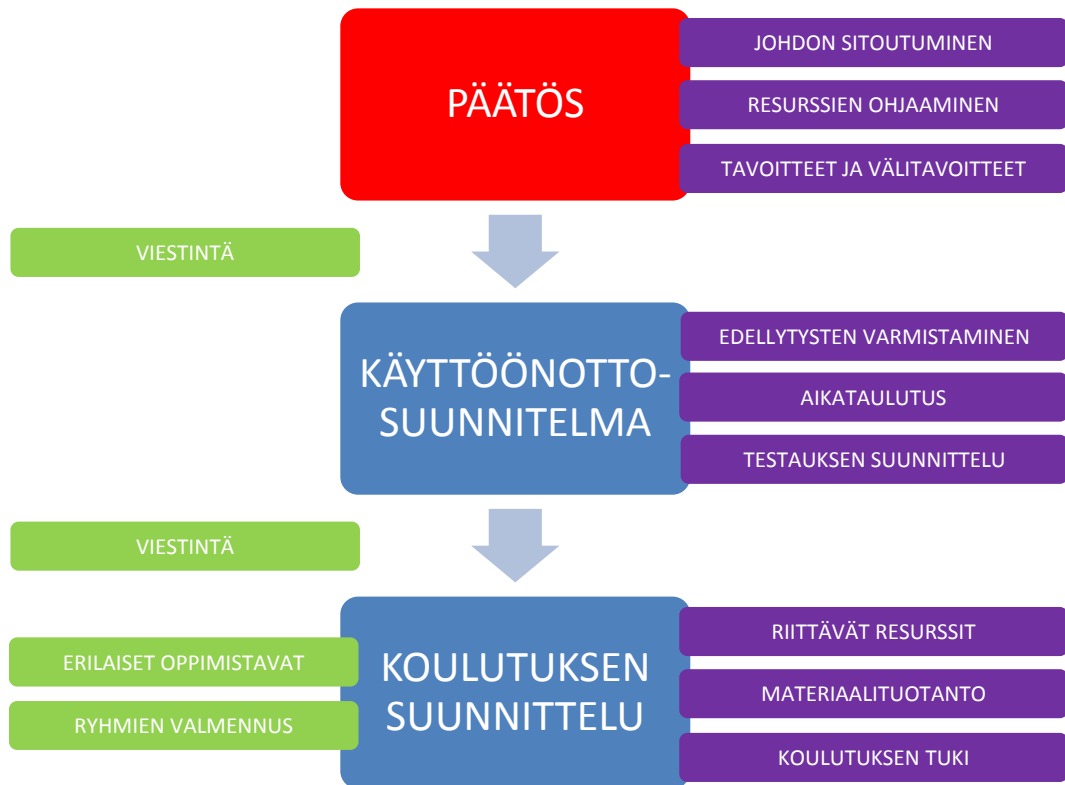 PÄÄTÖS
JOHDON SITOUTUMINEN
RESURSSIEN OHJAAMINEN
TAVOITTEET JA VÄLITAVOITTEET
VIESTINTÄ
KÄYTTÖÖNOTTO-
SUUNNITELMA
EDELLYTYSTEN VARMISTAMINEN
AIKATAULUTUS
TESTAUKSEN SUUNNITTELU
VIESTINTÄ
ERILAISET OPPIMISTAVAT
RYHMIEN VALMENNUS
KOULUTUKSEN
SUUNNITTELU
RIITTÄVÄT RESURSSIT
MATERIAALITUOTANTO
KOULUTUKSEN TUKI